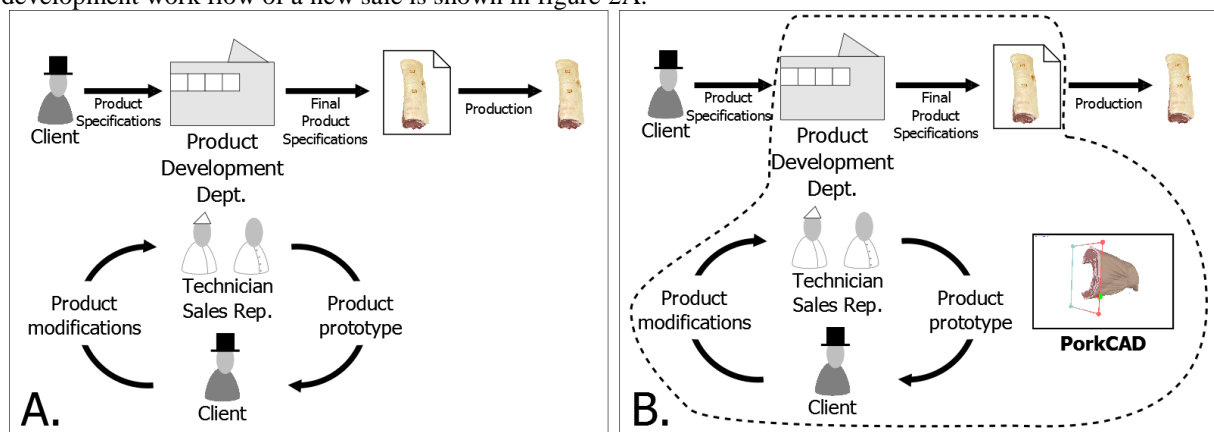 development work flow of a new sale is shown in figure 2A.
Client
Product
Specifications
Product
Development
Dept.
Final
Product
Specifications
Production
Technician
Sales Rep.
Product
modifications
Product
prototype
Client
A.
Client
Product
Specifications
Product
Development
Dept.
Final
Product
Specifications
Production
Technician
Sales Rep.
Product
modifications
Product
prototype
PorkCAD
Client
B.